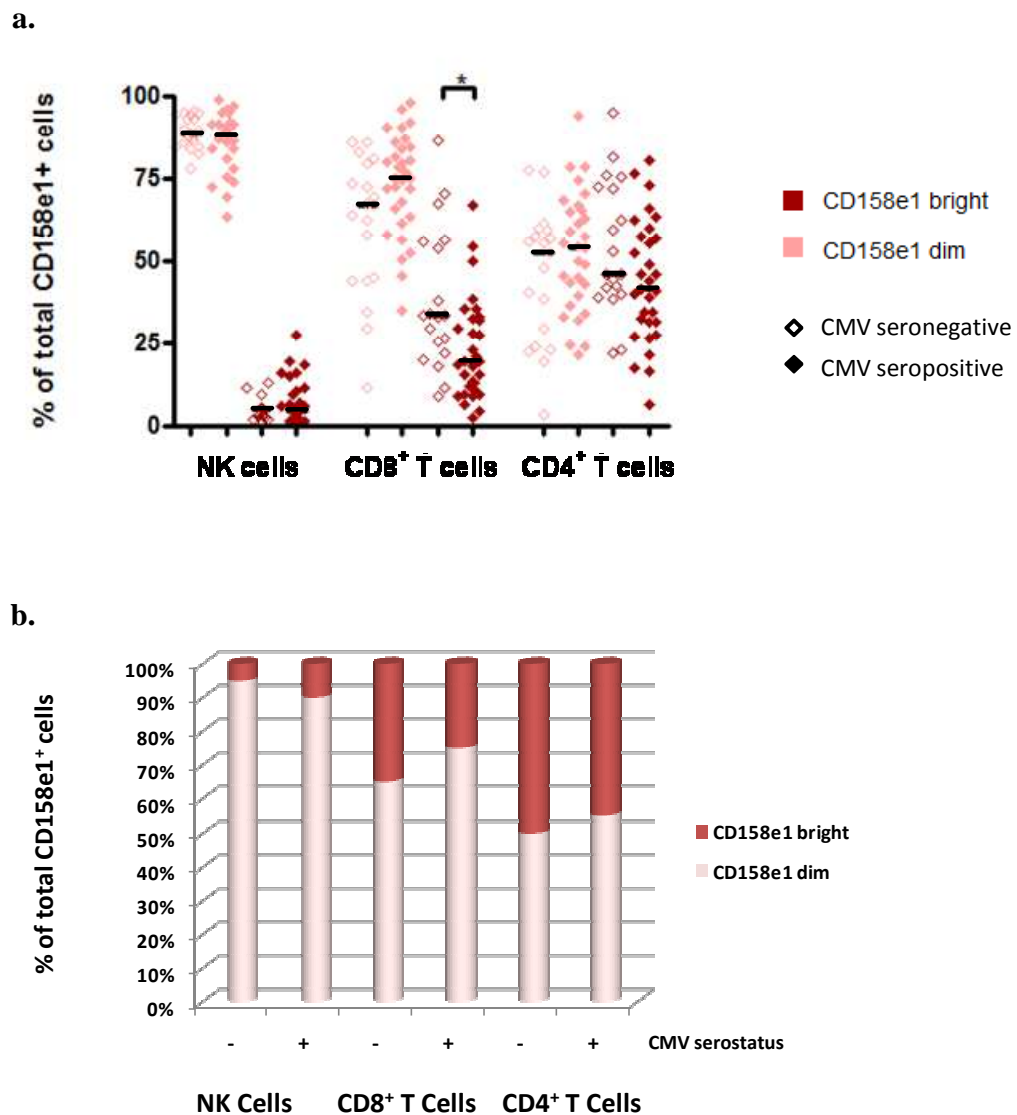 a.
% of total CD158e1+ cells
100
75
50
25
0
*
NK cells
CD8⁺ T cells
CD4⁺ T cells
CD158e1 bright
CD158e1 dim
CMV seronegative
CMV seropositive
b.
% of total CD158e1⁺ cells
100%
90%
80%
70%
60%
50%
40%
30%
20%
10%
0%
- + - + - + CMV serostatus
NK Cells CD8⁺ T Cells CD4⁺ T Cells
CD158e1 bright
CD158e1 dim